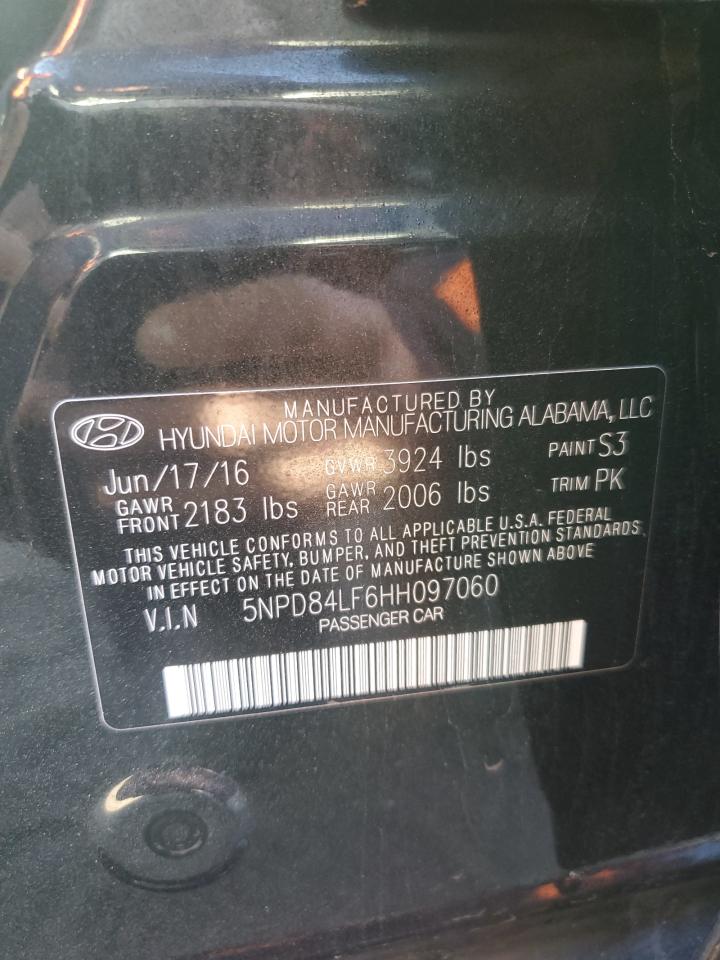 MANUFACTURED BY
HYUNDAI MOTOR MANUFACTURING ALABAMA, LLC
Jun/17/16 GVWR 3924 lbs PAINT S3
GAWR FRONT 2183 lbs GAWR REAR 2006 lbs TRIM PK
THIS VEHICLE CONFORMS TO ALL APPLICABLE U.S.A. FEDERAL
MOTOR VEHICLE SAFETY, BUMPER, AND THEFT PREVENTION STANDARDS
IN EFFECT ON THE DATE OF MANUFACTURE SHOWN ABOVE
V.I.N 5NPD84LF6HH097060
PASSENGER CAR